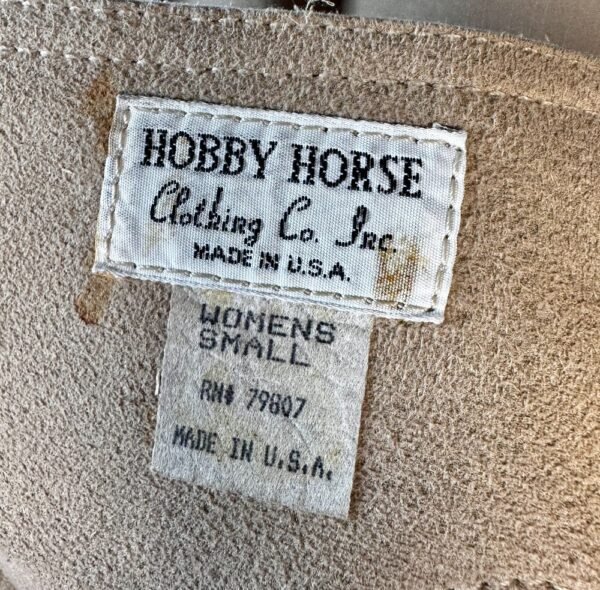 HOBBY HORSE
Clothing Co. Inc.
MADE IN U.S.A.
WOMENS
SMALL
RN# 79807
MADE IN U.S.A.